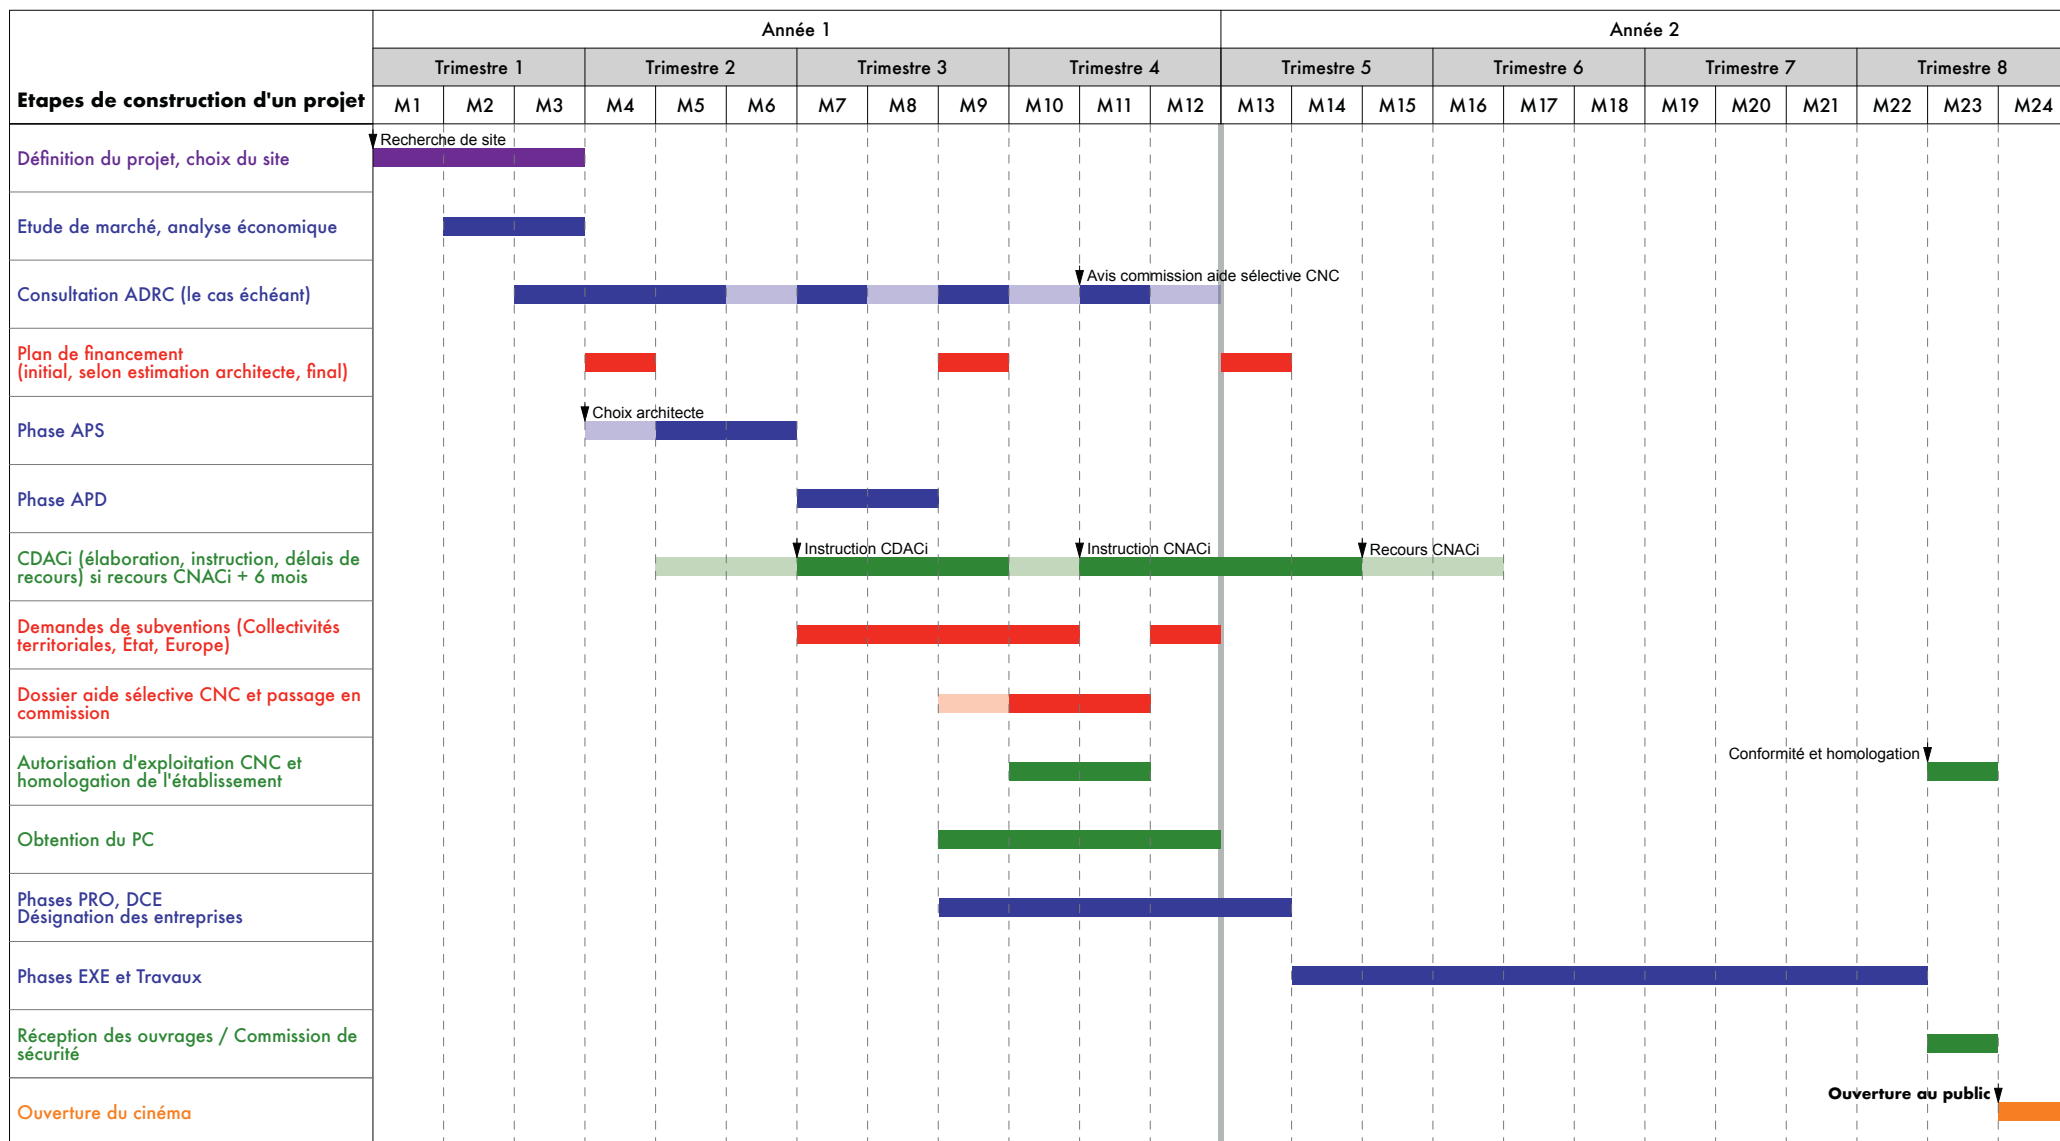 Année 1
Année 2
Trimestre 1
Trimestre 2
Trimestre 3
Trimestre 4
Trimestre 5
Trimestre 6
Trimestre 7
Trimestre 8
Etapes de construction d'un projet
M1
M2
M3
M4
M5
M6
M7
M8
M9
M10
M11
M12
M13
M14
M15
M16
M17
M18
M19
M20
M21
M22
M23
M24
Recherche de site
Définition du projet, choix du site
Etude de marché, analyse économique
Avis commission aide sélective CNC
Consultation ADRC (le cas échéant)
Plan de financement
(initial, selon estimation architecte, final)
Choix architecte
Phase APS
Phase APD
CDACi (élaboration, instruction, délais de
recours) si recours CNACi + 6 mois
Instruction CDACi
Instruction CNACi
Recours CNACi
Demandes de subventions (Collectivités
territoriales, État, Europe)
Dossier aide sélective CNC et passage en
commission
Autorisation d'exploitation CNC et
homologation de l'établissement
Conformité et homologation
Obtention du PC
Phases PRO, DCE
Désignation des entreprises
Phases EXE et Travaux
Réception des ouvrages / Commission de
sécurité
Ouverture au public
Ouverture du cinéma